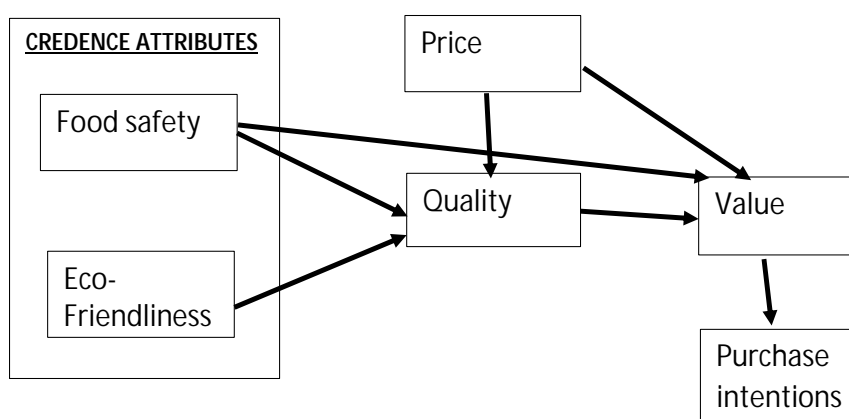 CREDENCE ATTRIBUTES
Price
Food safety
Quality
Value
Eco-
Friendliness
Purchase
intentions